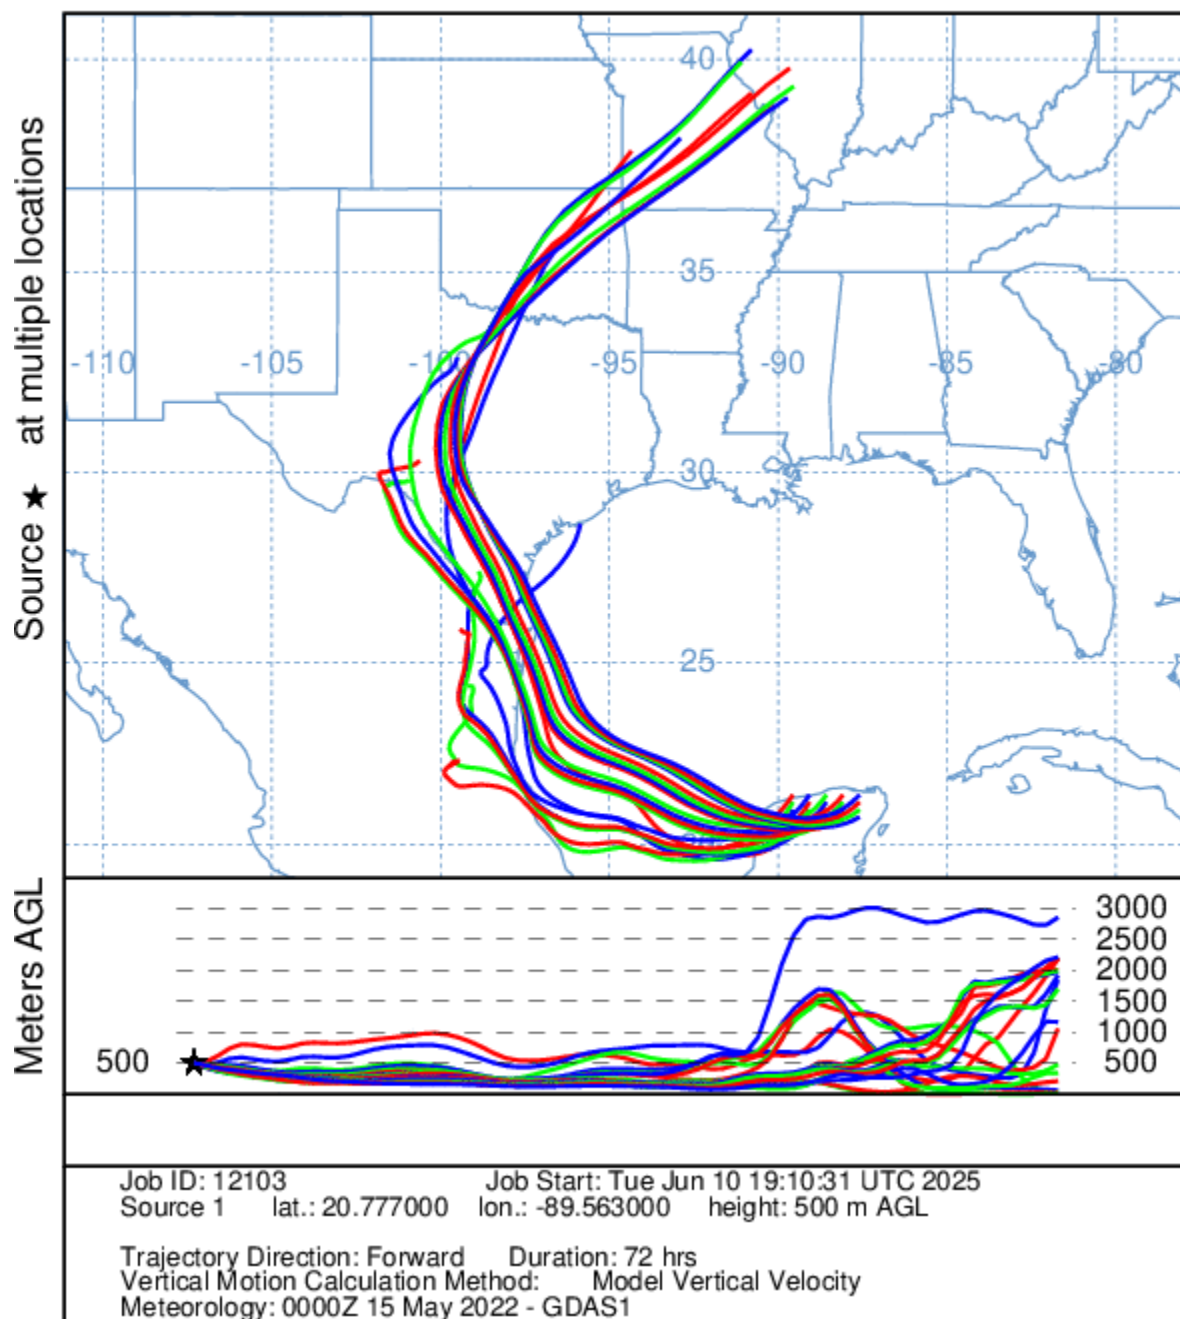 Source ★ at multiple locations
40
35
-110 -105 -100 -95 -90 -85 -80
30
25
20
Meters AGL
500
3000
2500
2000
1500
1000
500
Job ID: 12103 Job Start: Tue Jun 10 19:10:31 UTC 2025
Source 1 lat.: 20.777000 lon.: -89.563000 height: 500 m AGL
Trajectory Direction: Forward Duration: 72 hrs
Vertical Motion Calculation Method: Model Vertical Velocity
Meteorology: 0000Z 15 May 2022 - GDAS1